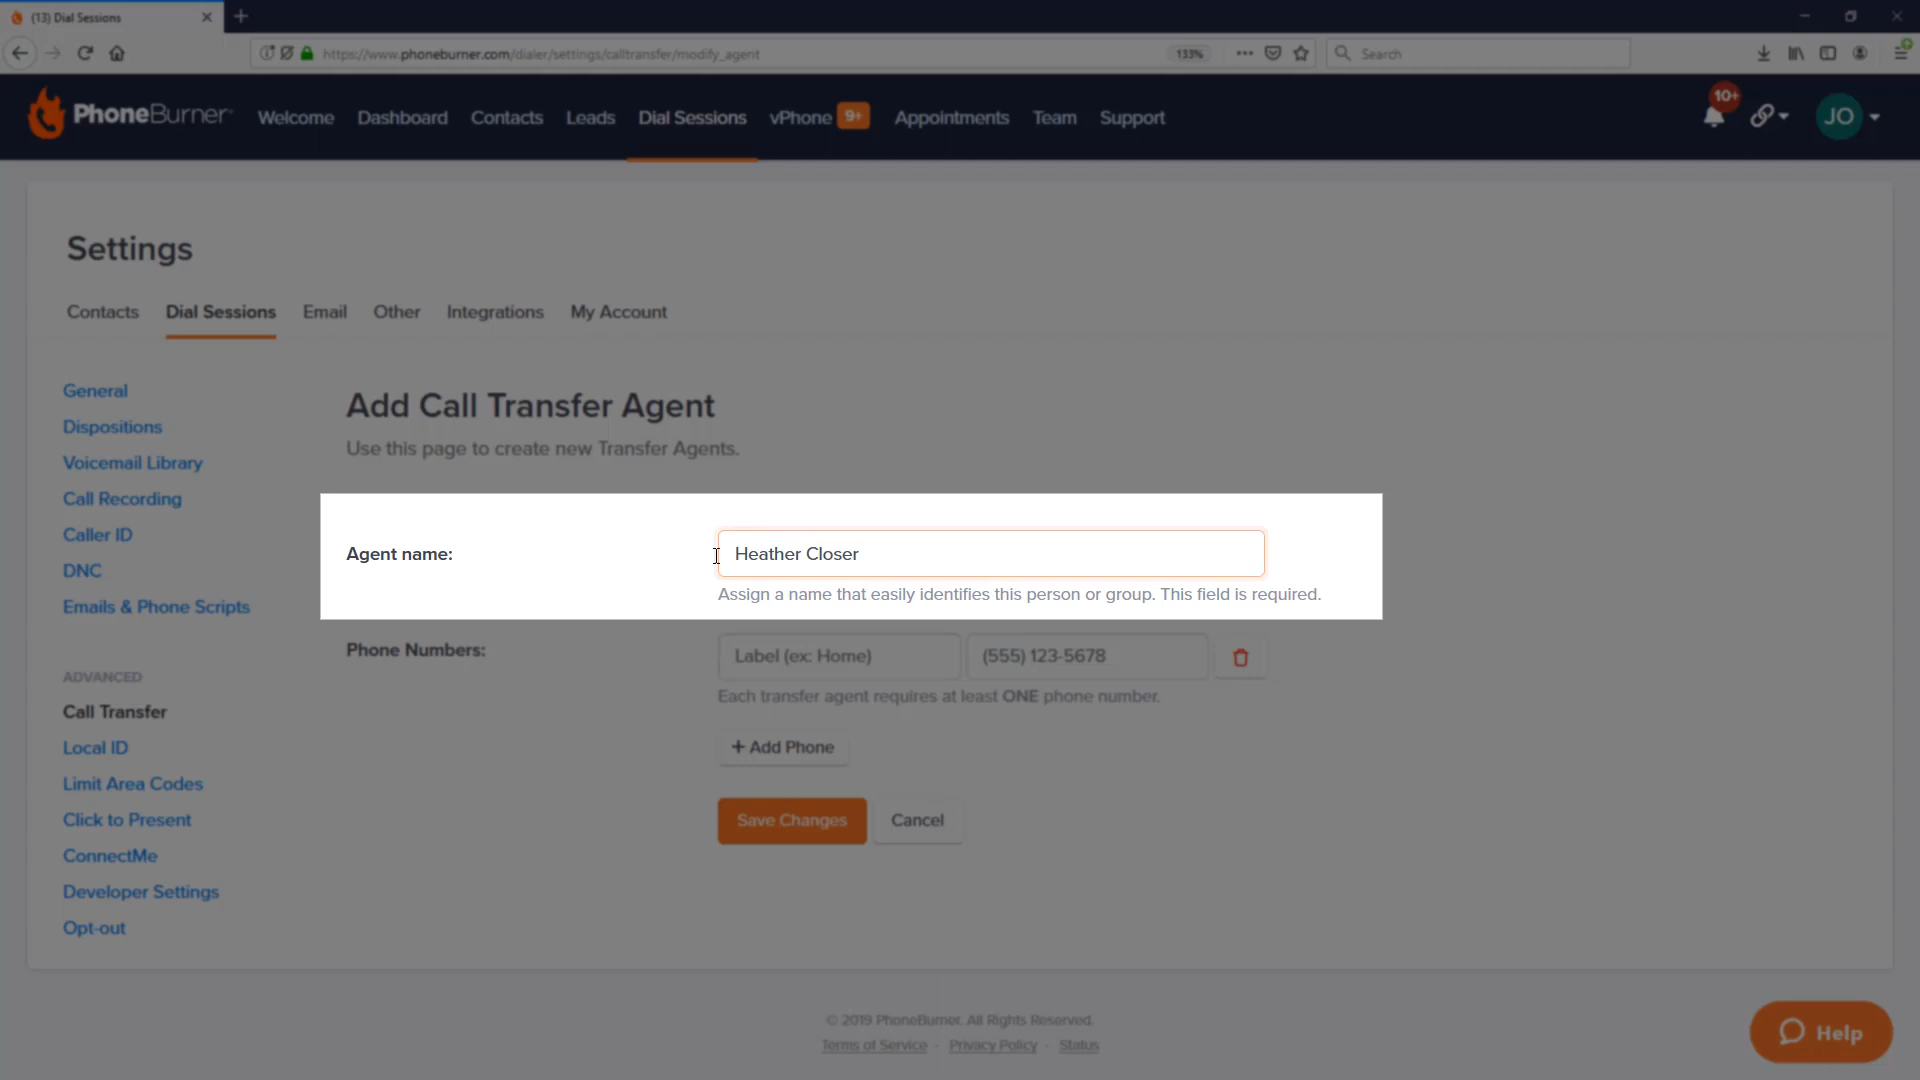 (13) Dial Sessions
https://www.phoneburner.com/dialer/settings/calltransfer/modify_agent
133%
Search
PhoneBurner
Welcome
Dashboard
Contacts
Leads
Dial Sessions
vPhone 9+
Appointments
Team
Support
10+
JO
Settings
Contacts
Dial Sessions
Email
Other
Integrations
My Account
General
Dispositions
Voicemail Library
Call Recording
Caller ID
DNC
Emails & Phone Scripts
ADVANCED
Call Transfer
Local ID
Limit Area Codes
Click to Present
ConnectMe
Developer Settings
Opt-out
Add Call Transfer Agent
Use this page to create new Transfer Agents.
Agent name:
Heather Closer
Assign a name that easily identifies this person or group. This field is required.
Phone Numbers:
Label (ex: Home)
(555) 123-5678
Each transfer agent requires at least ONE phone number.
+ Add Phone
Save Changes
Cancel
© 2019 PhoneBurner. All Rights Reserved.
Terms of Service · Privacy Policy · Status
Help